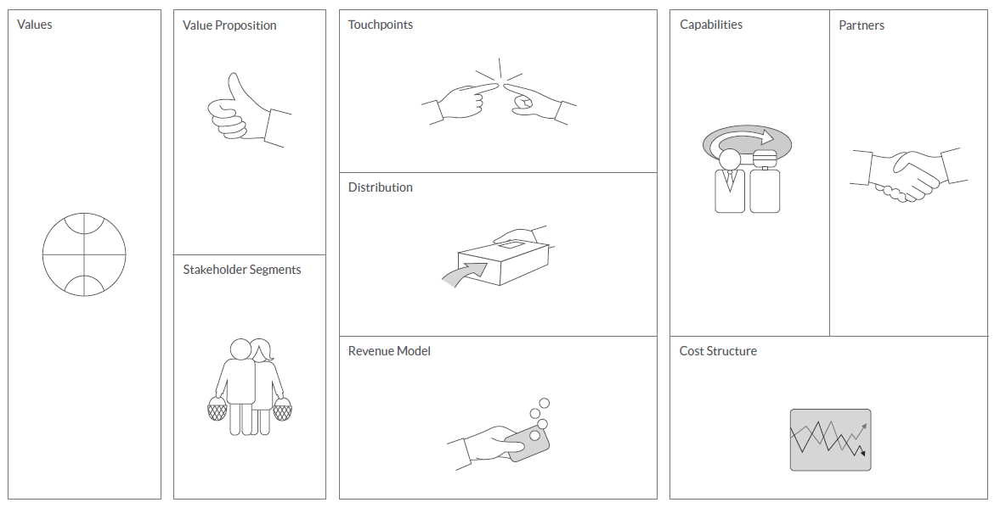 Values
Value Proposition
Stakeholder Segments
Touchpoints
Distribution
Revenue Model
Capabilities
Partners
Cost Structure